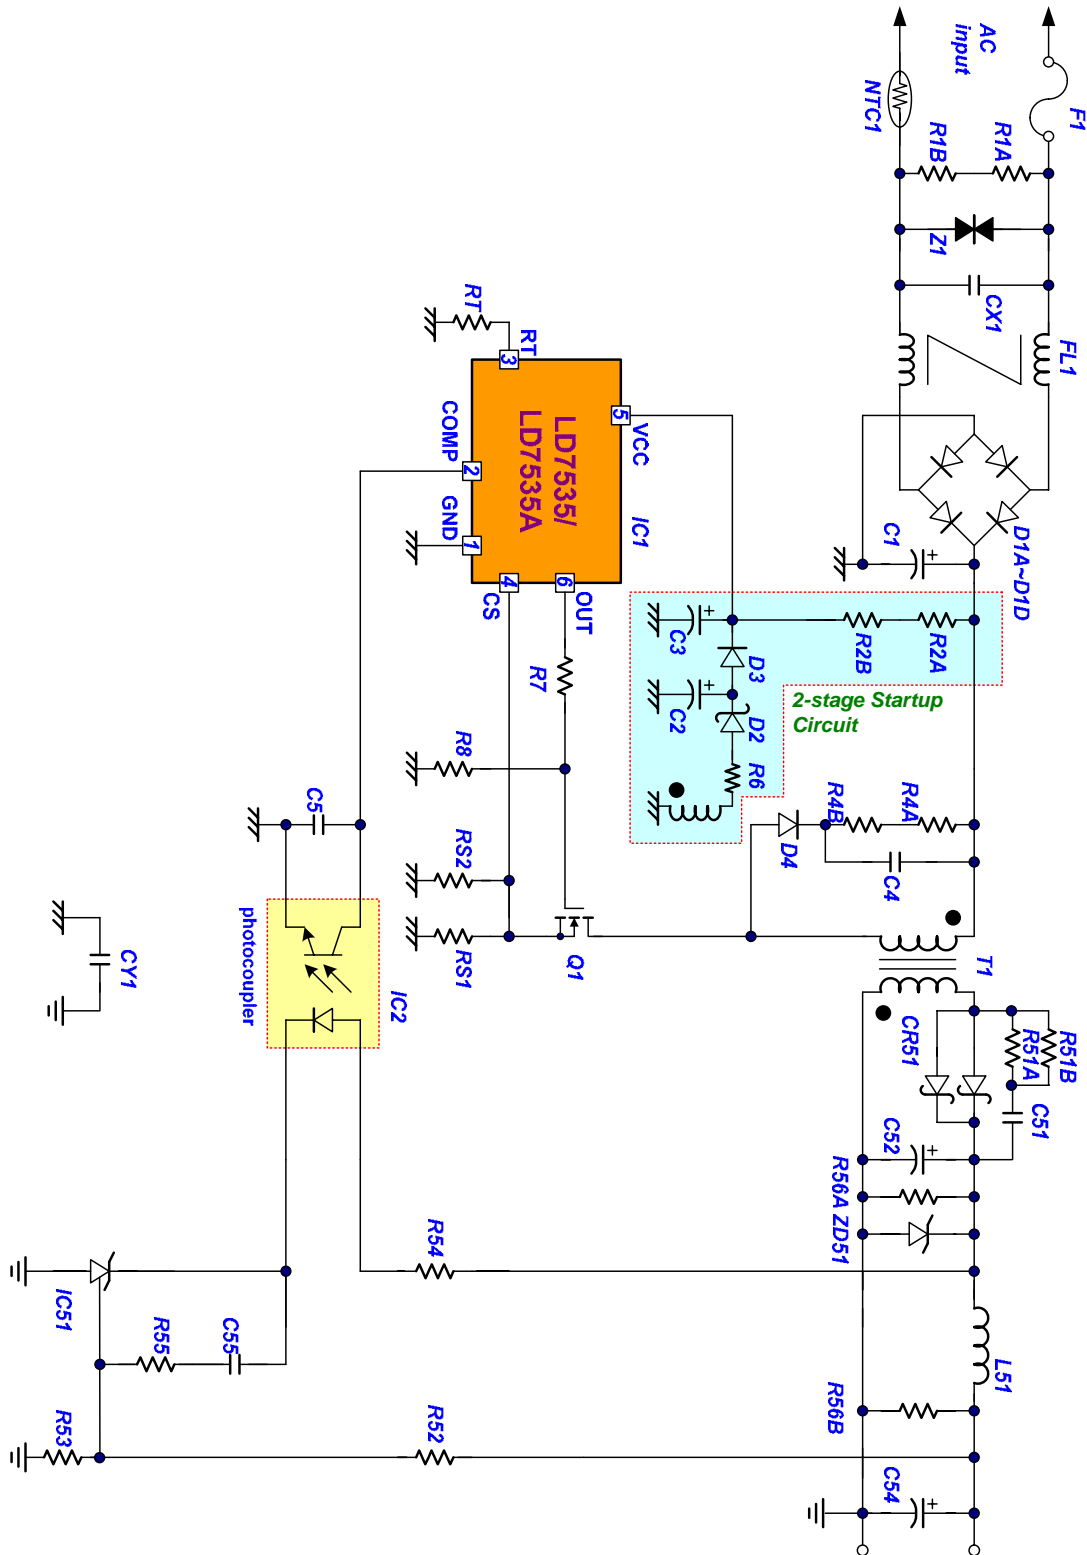 AC
input
F1
NTC1
R1A
R1B
Z1
CX1
FL1
D1A~D1D
C1
R2A
R2B
C3
D3
C2
D2
R6
2-stage Startup
Circuit
R4A
R4B
C4
D4
T1
CR51
R51A
R51B
C51
C52
R56A
ZD51
L51
R56B
C54
RT
RT
3
VCC
5
COMP
2
GND
1
CS
4
OUT
6
LD7535/
LD7535A
IC1
R7
R8
RS2
RS1
Q1
C5
photocoupler
IC2
CY1
R54
IC51
R55
C55
R52
R53
+
+
+
+
+